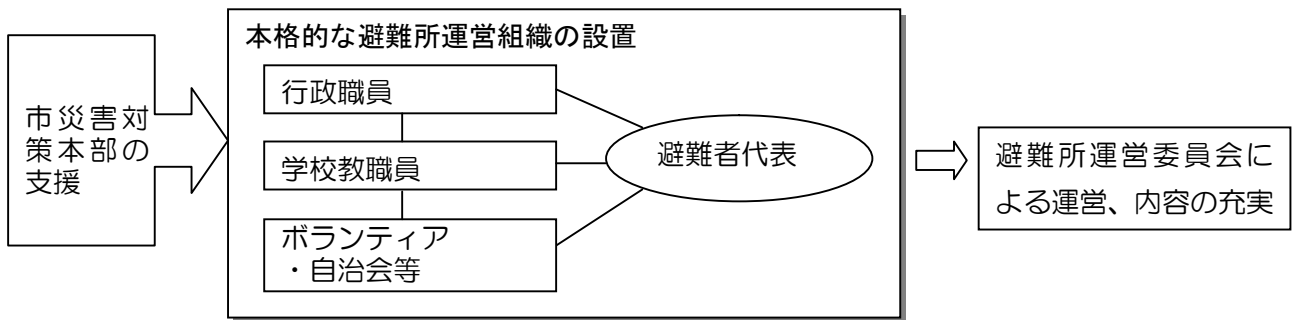 市災害対
策本部の
支援
本格的な避難所運営組織の設置
行政職員
学校教職員
ボランティア
・自治会等
避難者代表
避難所運営委員会に
よる運営、内容の充実